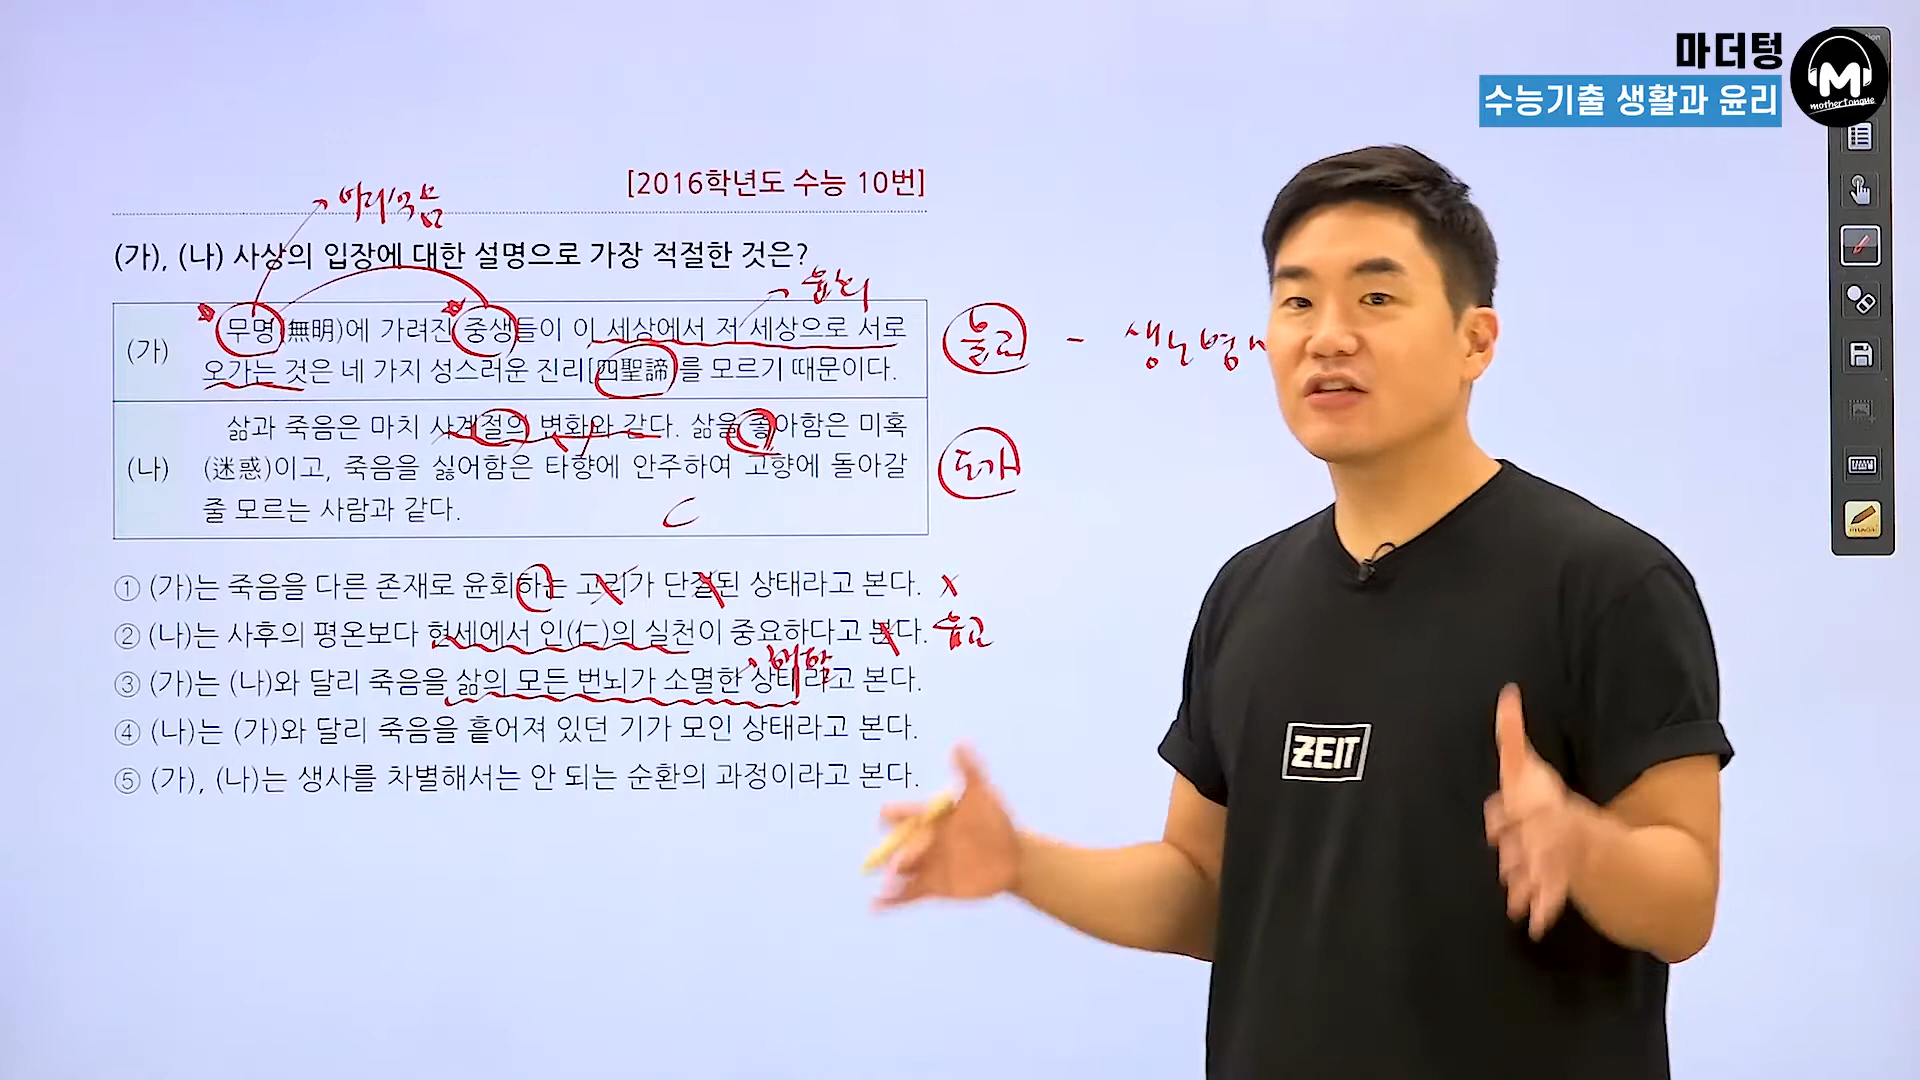 마더텅
수능기출 생활과 윤리
M
mothertongue
[2016학년도 수능 10번]
(가), (나) 사상의 입장에 대한 설명으로 가장 적절한 것은?
윤회
(가) 무명(無明)에 가려진 중생들이 이 세상에서 저 세상으로 서로
오가는 것은 네 가지 성스러운 진리[四聖諦]를 모르기 때문이다.
불교 - 생노병사
(나) 삶과 죽음은 마치 사계절의 변화와 같다. 삶을 좋아함은 미혹
(迷惑)이고, 죽음을 싫어함은 타향에 안주하여 고향에 돌아갈
줄 모르는 사람과 같다.
도가
① (가)는 죽음을 다른 존재로 윤회하는 고리가 단절된 상태라고 본다. X
② (나)는 사후의 평온보다 현세에서 인(仁)의 실천이 중요하다고 본다. 유교
해탈
③ (가)는 (나)와 달리 죽음을 삶의 모든 번뇌가 소멸한 상태라고 본다.
④ (나)는 (가)와 달리 죽음을 흩어져 있던 기가 모인 상태라고 본다.
⑤ (가), (나)는 생사를 차별해서는 안 되는 순환의 과정이라고 본다.
ZEIT